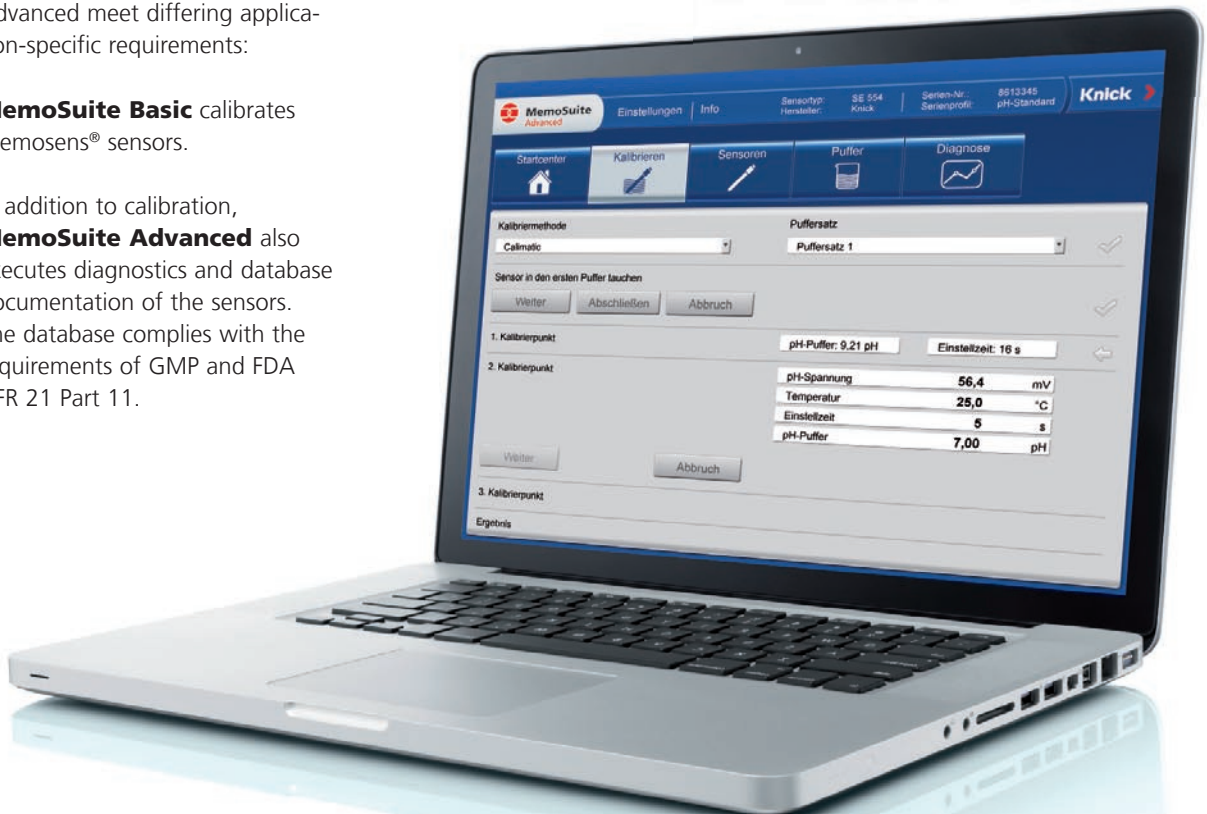 dvanced meet differing applica-
on-specific requirements:
emoSuite Basic calibrates
emosens® sensors.
addition to calibration,
emoSuite Advanced also
xecutes diagnostics and database
ocumentation of the sensors.
he database complies with the
quirements of GMP and FDA
FR 21 Part 11.
MemoSuite
Advanced
Einstellungen | Info
Sensortyp: SE 554
Hersteller: Knick
Serien-Nr.: 8613345
Serienprofil: pH-Standard
Knick
Startcenter
Kalibrieren
Sensoren
Puffer
Diagnose
Kalibriermethode
Puffersatz
Calimatic
Puffersatz 1
Sensor in den ersten Puffer tauchen
Weiter
Abschließen
Abbruch
1. Kalibrierpunkt
pH-Puffer: 9,21 pH
Einstellzeit: 16 s
2. Kalibrierpunkt
pH-Spannung 56,4 mV
Temperatur 25,0 °C
Einstellzeit 5 s
pH-Puffer 7,00 pH
Weiter
Abbruch
3. Kalibrierpunkt
Ergebnis